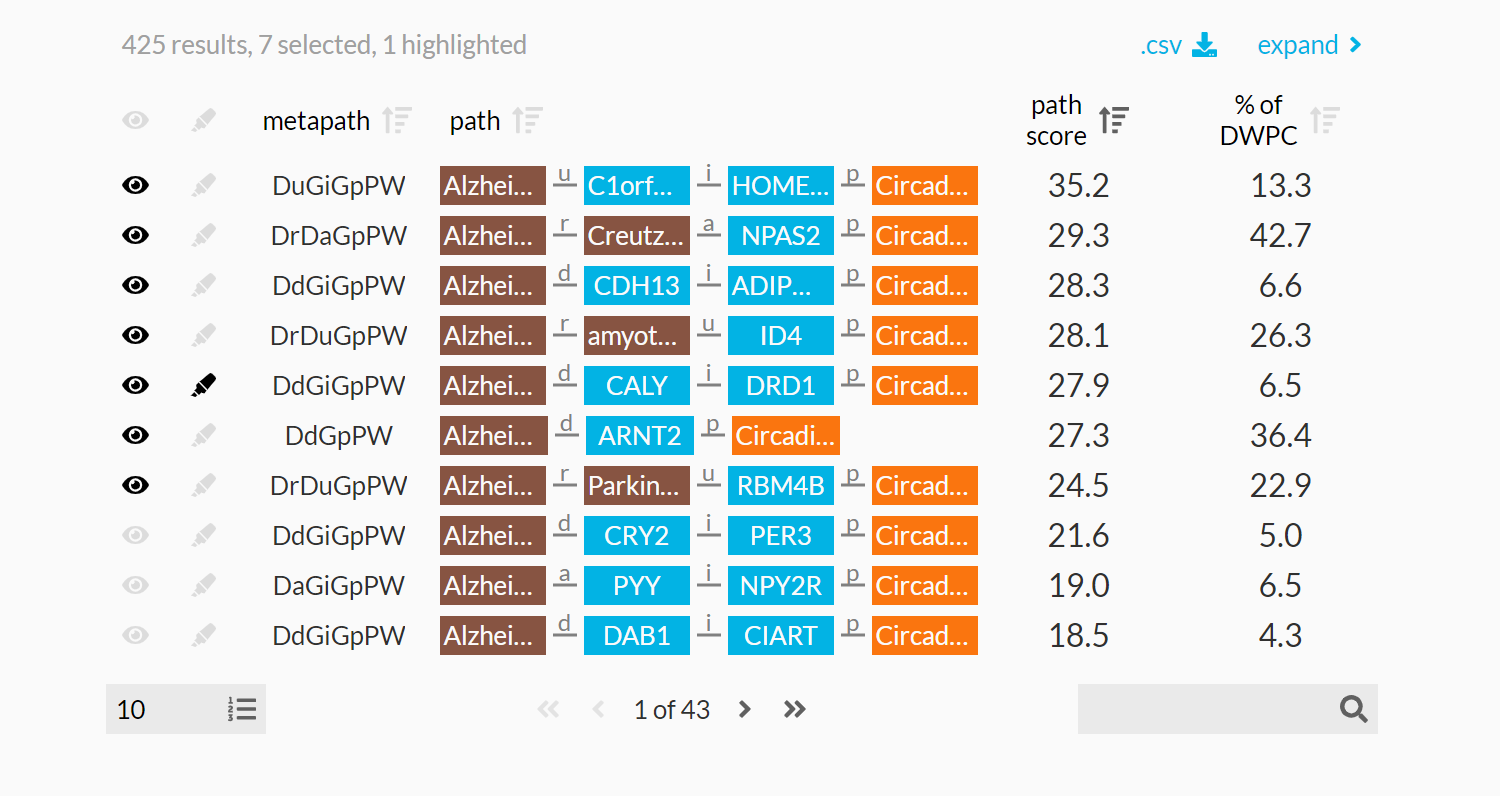 425 results, 7 selected, 1 highlighted .csv expand
metapath path path score % of DWPC
DuGiGpPW Alzhei... u C1orf... i HOME... p Circad... 35.2 13.3
DrDaGpPW Alzhei... r Creutz... a NPAS2 p Circad... 29.3 42.7
DdGiGpPW Alzhei... d CDH13 i ADIP... p Circad... 28.3 6.6
DrDuGpPW Alzhei... r amyot... u ID4 p Circad... 28.1 26.3
DdGiGpPW Alzhei... d CALY i DRD1 p Circad... 27.9 6.5
DdGpPW Alzhei... d ARNT2 p Circadi... 27.3 36.4
DrDuGpPW Alzhei... r Parkin... u RBM4B p Circad... 24.5 22.9
DdGiGpPW Alzhei... d CRY2 i PER3 p Circad... 21.6 5.0
DaGiGpPW Alzhei... a PYY i NPY2R p Circad... 19.0 6.5
DdGiGpPW Alzhei... d DAB1 i CIART p Circad... 18.5 4.3
10 1 of 43